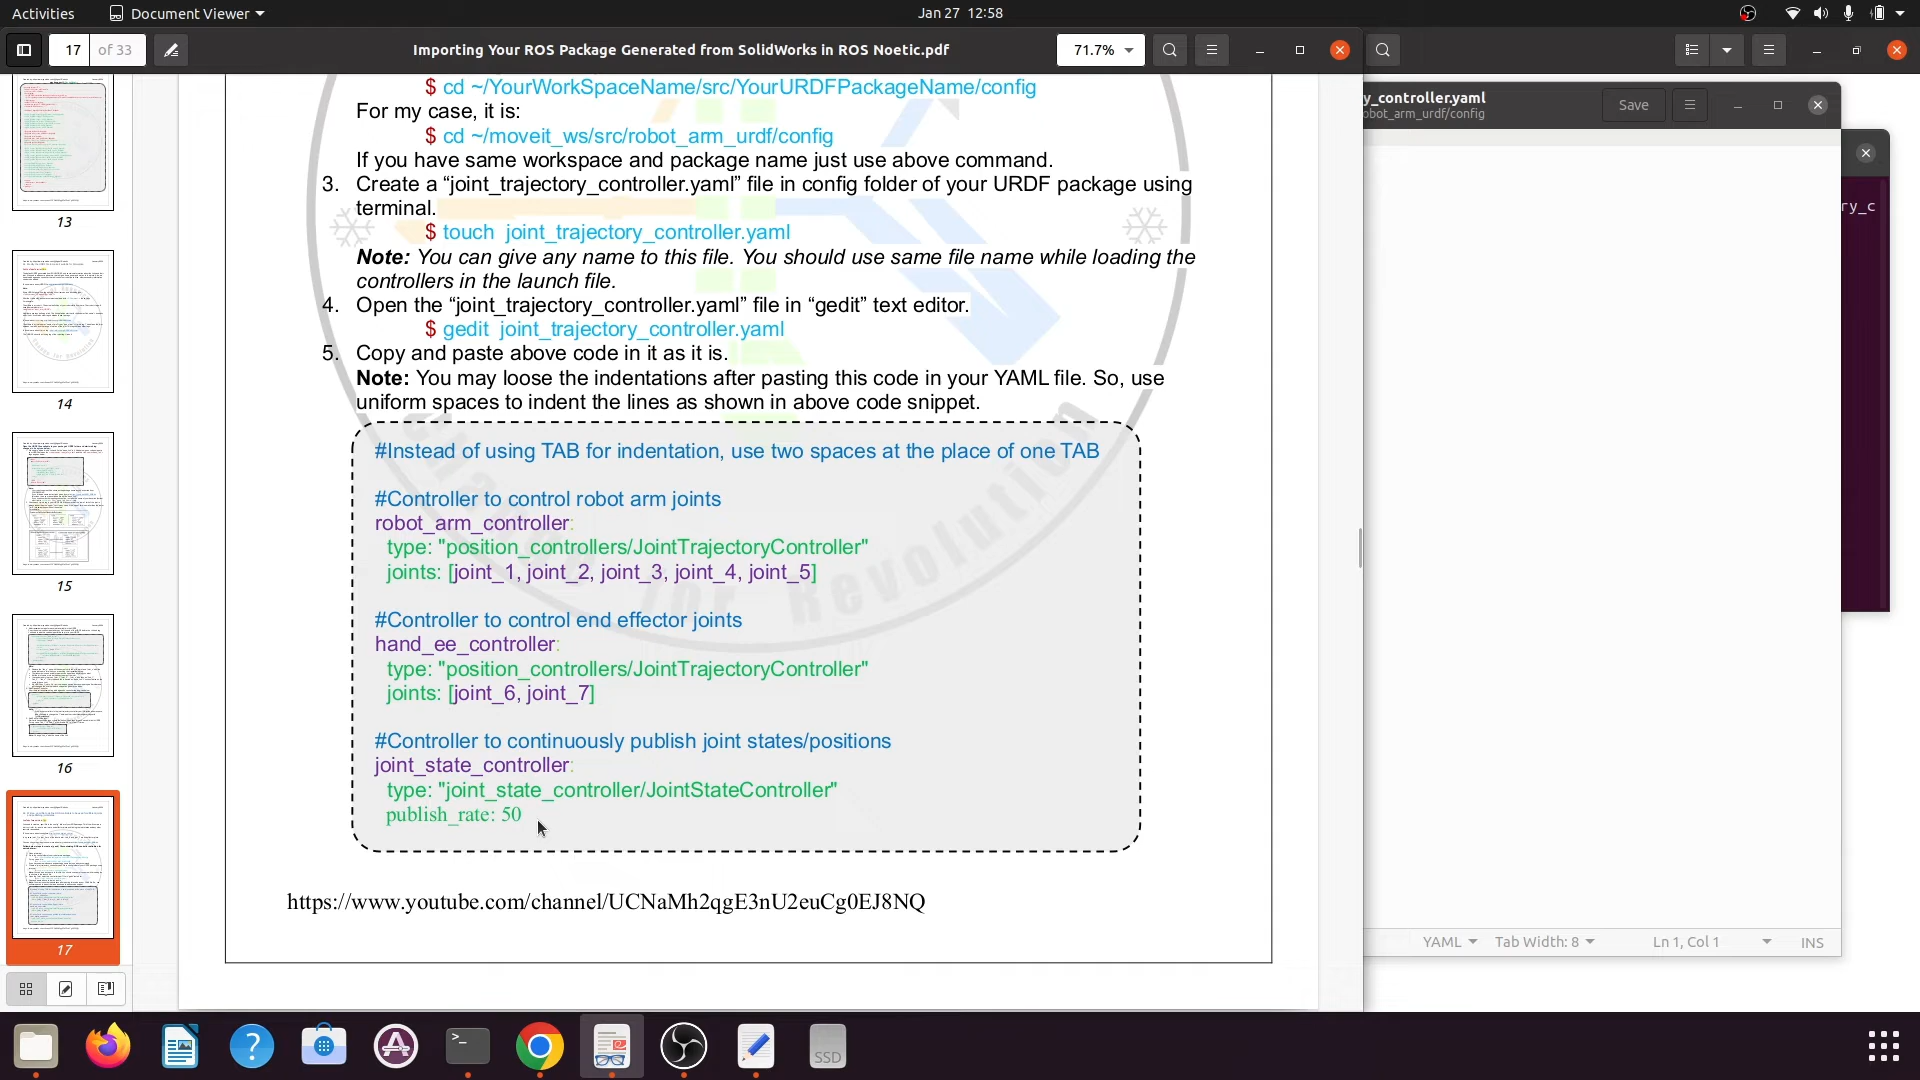 Activities
Document Viewer
Jan 27 12:58
17 of 33
Importing Your ROS Package Generated from SolidWorks in ROS Noetic.pdf
71.7%
$ cd ~/YourWorkSpaceName/src/YourURDFPackageName/config
For my case, it is:
$ cd ~/moveit_ws/src/robot_arm_urdf/config
If you have same workspace and package name just use above command.
3. Create a “joint_trajectory_controller.yaml” file in config folder of your URDF package using
terminal.
$ touch joint_trajectory_controller.yaml
Note: You can give any name to this file. You should use same file name while loading the
controllers in the launch file.
4. Open the “joint_trajectory_controller.yaml” file in “gedit” text editor.
$ gedit joint_trajectory_controller.yaml
5. Copy and paste above code in it as it is.
Note: You may loose the indentations after pasting this code in your YAML file. So, use
uniform spaces to indent the lines as shown in above code snippet.
#Instead of using TAB for indentation, use two spaces at the place of one TAB
#Controller to control robot arm joints
robot_arm_controller:
type: "position_controllers/JointTrajectoryController"
joints: [joint_1, joint_2, joint_3, joint_4, joint_5]
#Controller to control end effector joints
hand_ee_controller:
type: "position_controllers/JointTrajectoryController"
joints: [joint_6, joint_7]
#Controller to continuously publish joint states/positions
joint_state_controller:
type: "joint_state_controller/JointStateController"
publish_rate: 50
https://www.youtube.com/channel/UCNaMh2qgE3nU2euCg0EJ8NQ
for Revolution
13
14
15
16
17
y_controller.yaml
obot_arm_urdf/config
Save
ry_c
YAML
Tab Width: 8
Ln 1, Col 1
INS
SSD